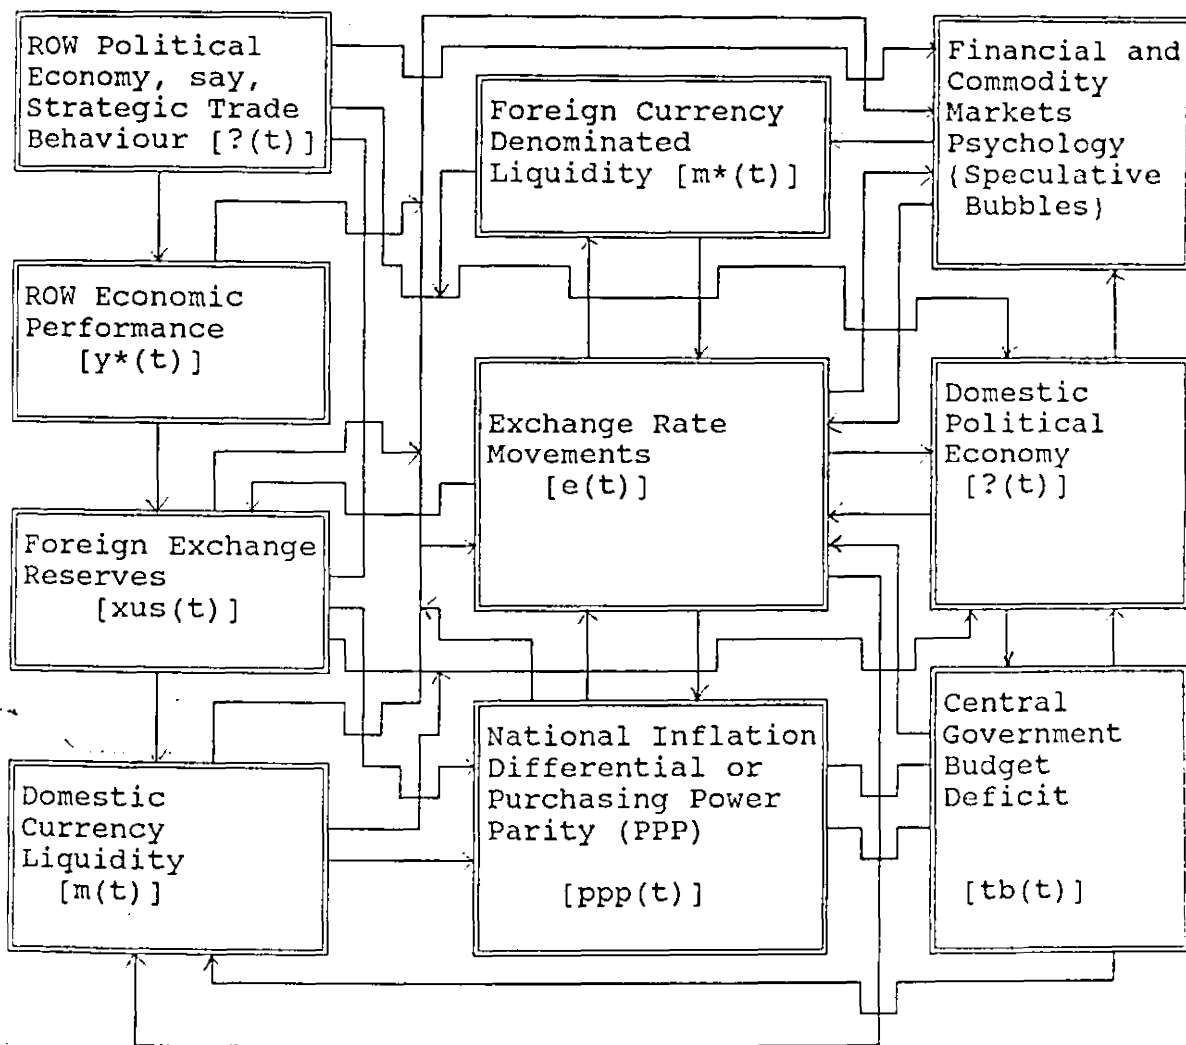 ROW Political
Economy, say,
Strategic Trade
Behaviour [?(t)]
Foreign Currency
Denominated
Liquidity [m*(t)]
Financial and
Commodity
Markets
Psychology
(Speculative
Bubbles)
ROW Economic
Performance
[y*(t)]
Exchange Rate
Movements
[e(t)]
Domestic
Political
Economy
[?(t)]
Foreign Exchange
Reserves
[xus(t)]
Domestic
Currency
Liquidity
[m(t)]
National Inflation
Differential or
Purchasing Power
Parity (PPP)
[ppp(t)]
Central
Government
Budget
Deficit
[tb(t)]